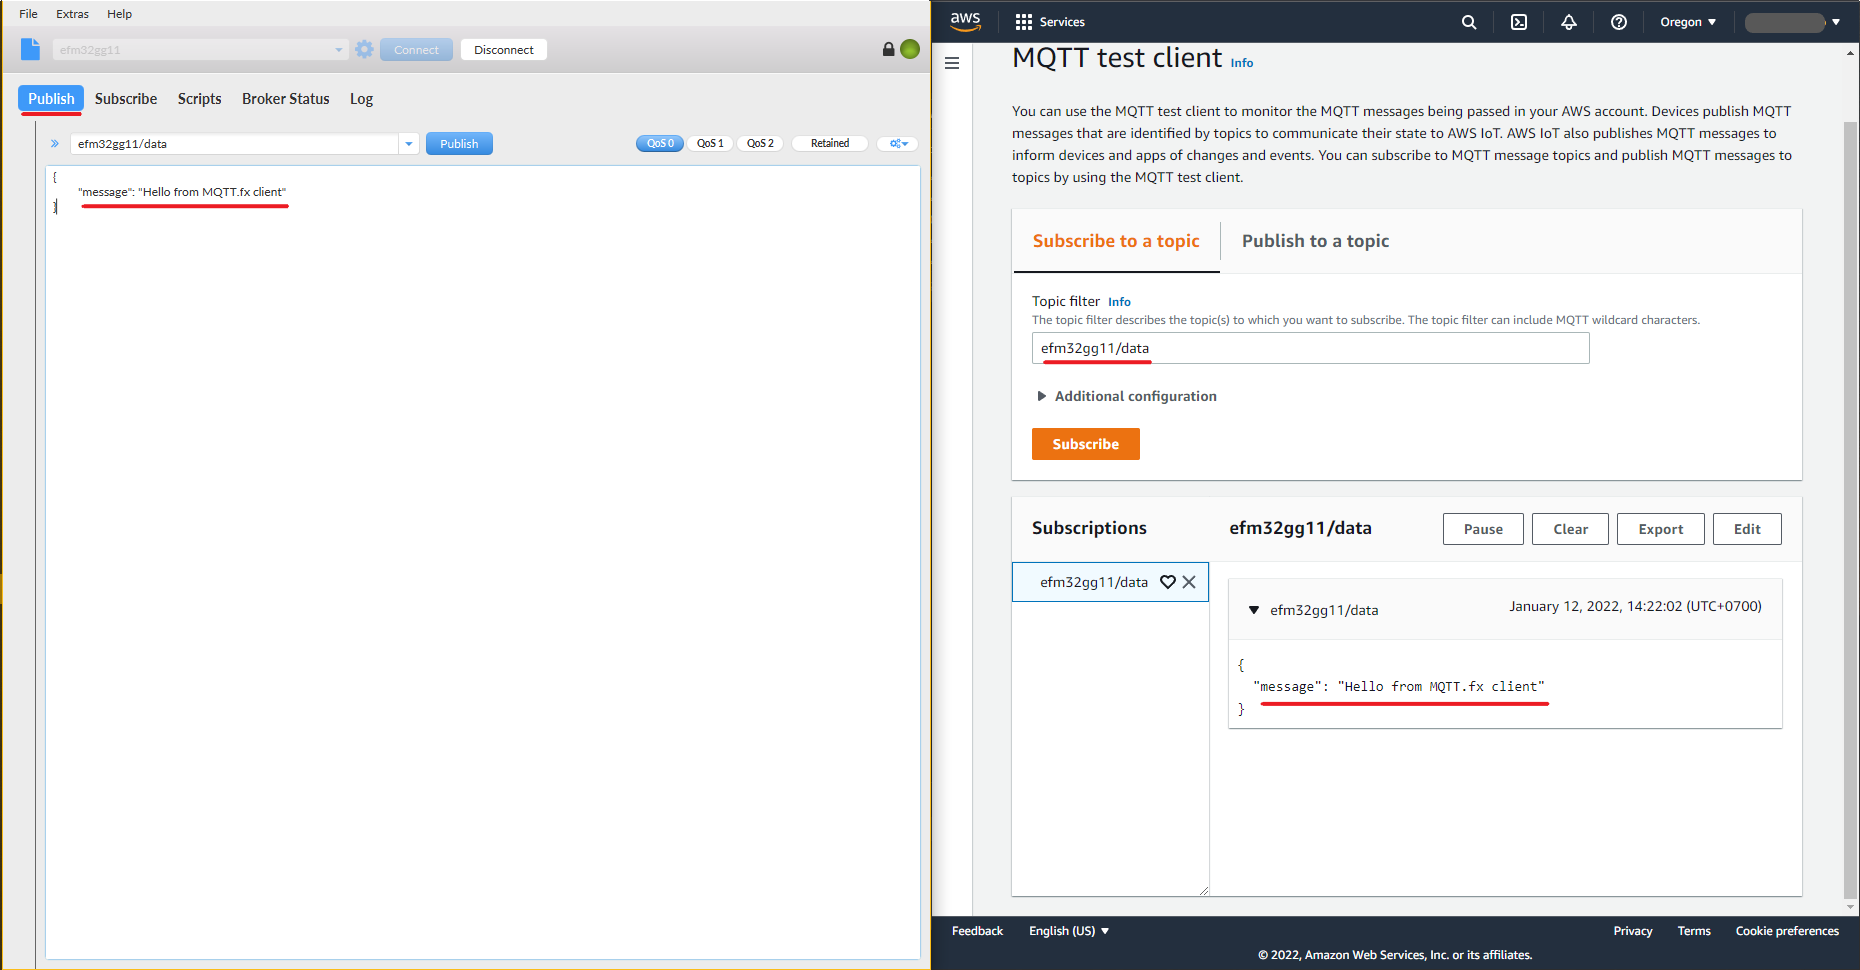 File Extras Help
efm32gg11 Connect Disconnect
Publish Subscribe Scripts Broker Status Log
efm32gg11/data Publish QoS 0 QoS 1 QoS 2 Retained
{
"message": "Hello from MQTT.fx client"
}
aws Services Oregon
MQTT test client Info
You can use the MQTT test client to monitor the MQTT messages being passed in your AWS account. Devices publish MQTT
messages that are identified by topics to communicate their state to AWS IoT. AWS IoT also publishes MQTT messages to
inform devices and apps of changes and events. You can subscribe to MQTT message topics and publish MQTT messages to
topics by using the MQTT test client.
Subscribe to a topic Publish to a topic
Topic filter Info
The topic filter describes the topic(s) to which you want to subscribe. The topic filter can include MQTT wildcard characters.
efm32gg11/data
Additional configuration
Subscribe
Subscriptions efm32gg11/data Pause Clear Export Edit
efm32gg11/data
efm32gg11/data January 12, 2022, 14:22:02 (UTC+0700)
{
"message": "Hello from MQTT.fx client"
}
Feedback English (US) Privacy Terms Cookie preferences
© 2022, Amazon Web Services, Inc. or its affiliates.